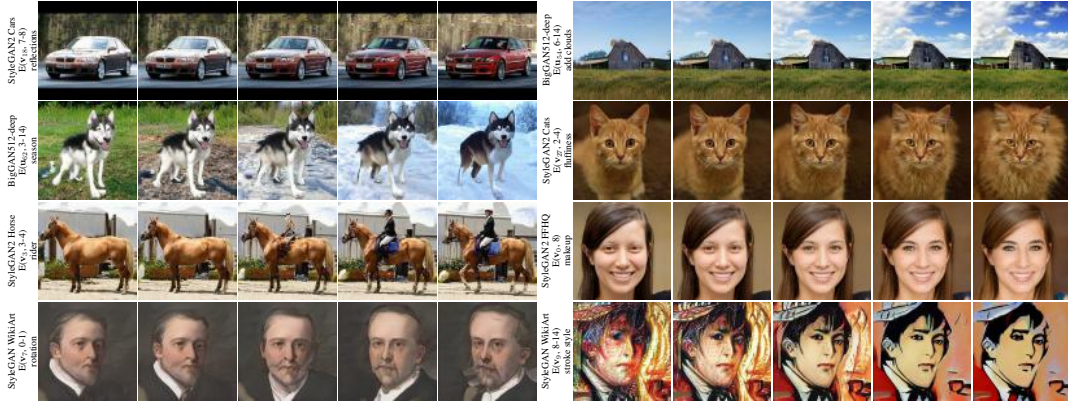 StyleGAN2 Cars
E(v₁₈, 7-8)
reflections
BigGAN512-deep
E(u₆₂, 3-14)
season
StyleGAN2 Horse
E(v₃, 3-4)
rider
StyleGAN WikiArt
E(v₇, 0-1)
rotation
BigGAN512-deep
E(u₅₄, 6-14)
add clouds
StyleGAN2 Cats
E(v₂₇, 2-4)
fluffiness
StyleGAN2 FFHQ
E(v₀, 8)
makeup
StyleGAN WikiArt
E(v₉, 8-14)
stroke style